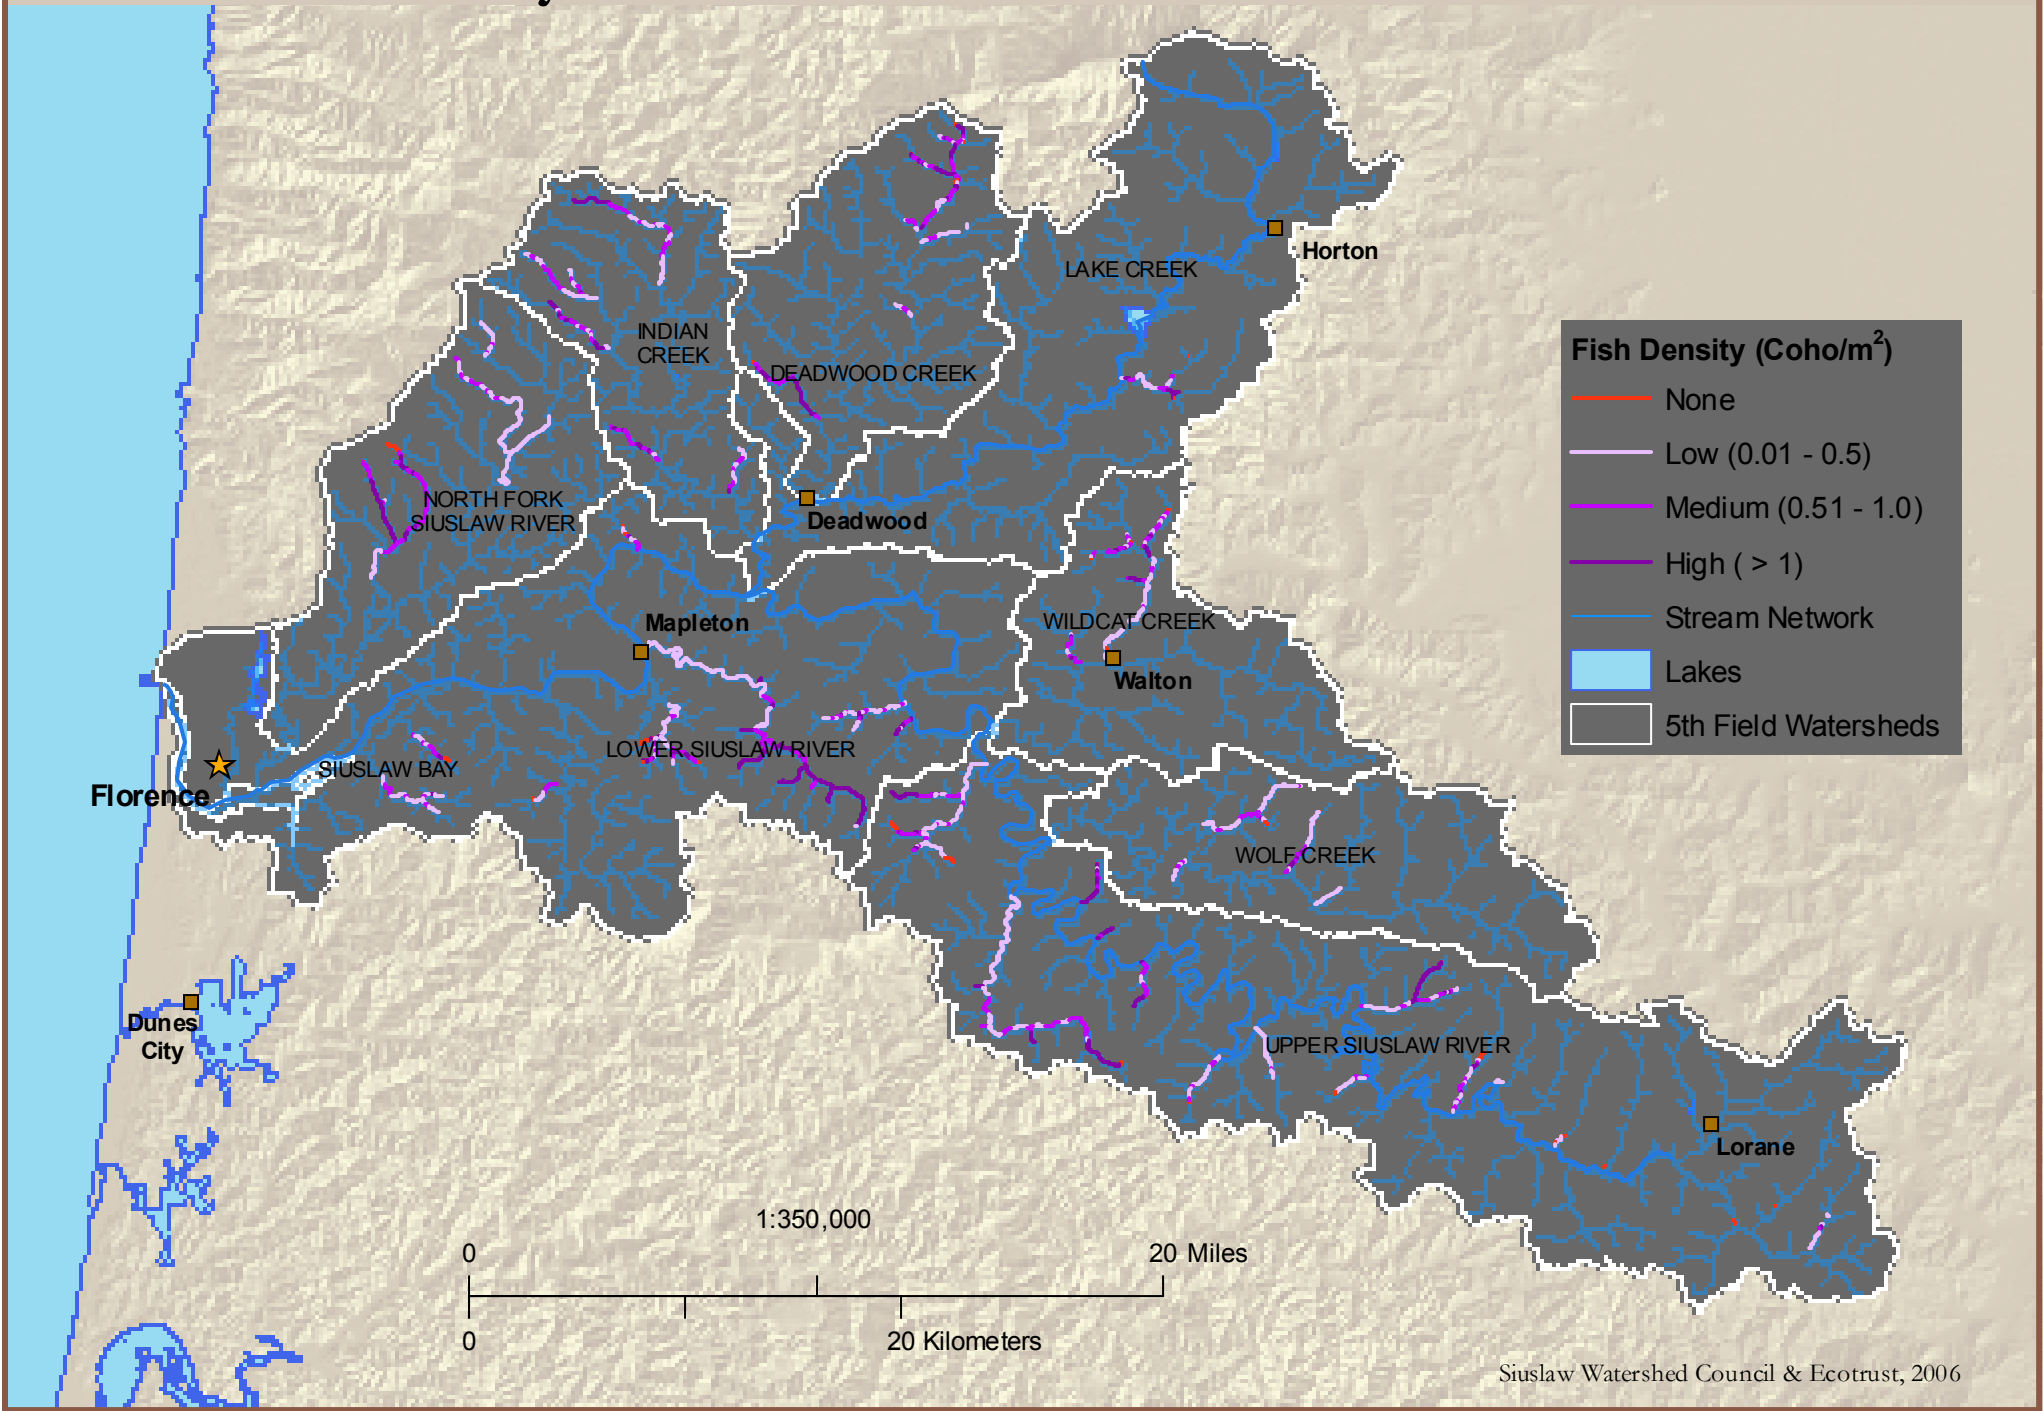 Horton
LAKE CREEK
INDIAN
CREEK
DEADWOOD CREEK
Fish Density (Coho/m²)
None
Low (0.01 - 0.5)
Medium (0.51 - 1.0)
High ( > 1)
Stream Network
Lakes
5th Field Watersheds
NORTH FORK
SIUSLAW RIVER
Deadwood
Mapleton
WILDCAT CREEK
Walton
LOWER SIUSLAW RIVER
SIUSLAW BAY
Florence
WOLF CREEK
Dunes
City
UPPER SIUSLAW RIVER
Lorane
1:350,000
0
20 Miles
0
20 Kilometers
Siuslaw Watershed Council & Ecotrust, 2006